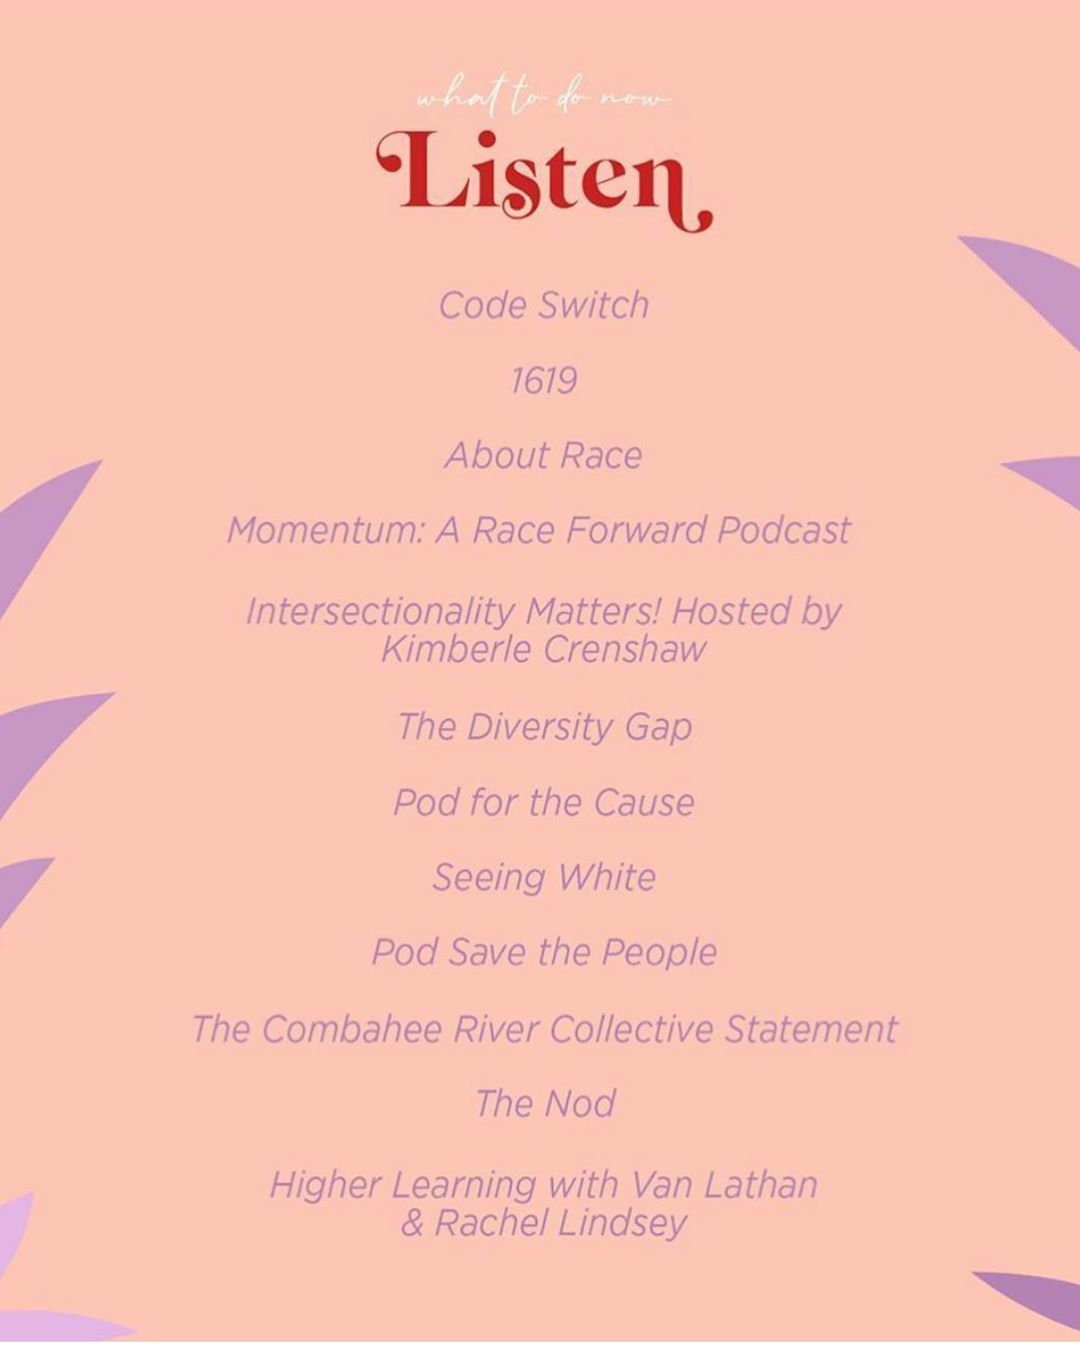 what to do now
Listen
Code Switch
1619
About Race
Momentum: A Race Forward Podcast
Intersectionality Matters! Hosted by
Kimberle Crenshaw
The Diversity Gap
Pod for the Cause
Seeing White
Pod Save the People
The Combahee River Collective Statement
The Nod
Higher Learning with Van Lathan
& Rachel Lindsey